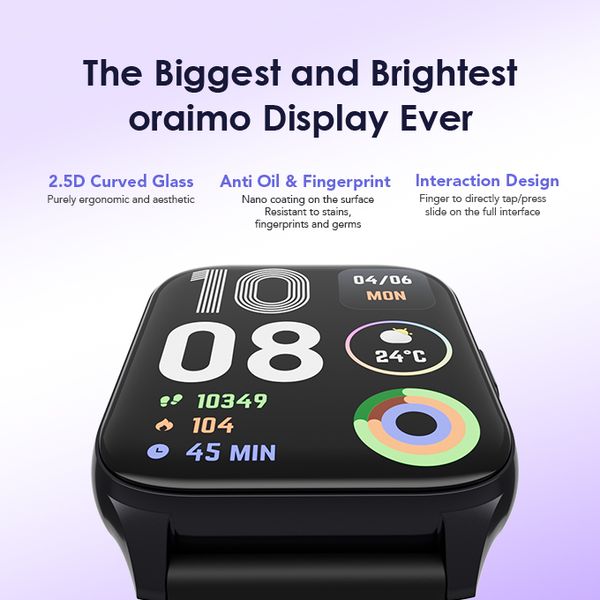 The Biggest and Brightest
oraimo Display Ever
2.5D Curved Glass
Purely ergonomic and aesthetic
Anti Oil & Fingerprint
Nano coating on the surface
Resistant to stains,
fingerprints and germs
Interaction Design
Finger to directly tap/press
slide on the full interface
10
08
04/06
MON
24°C
10349
104
45 MIN